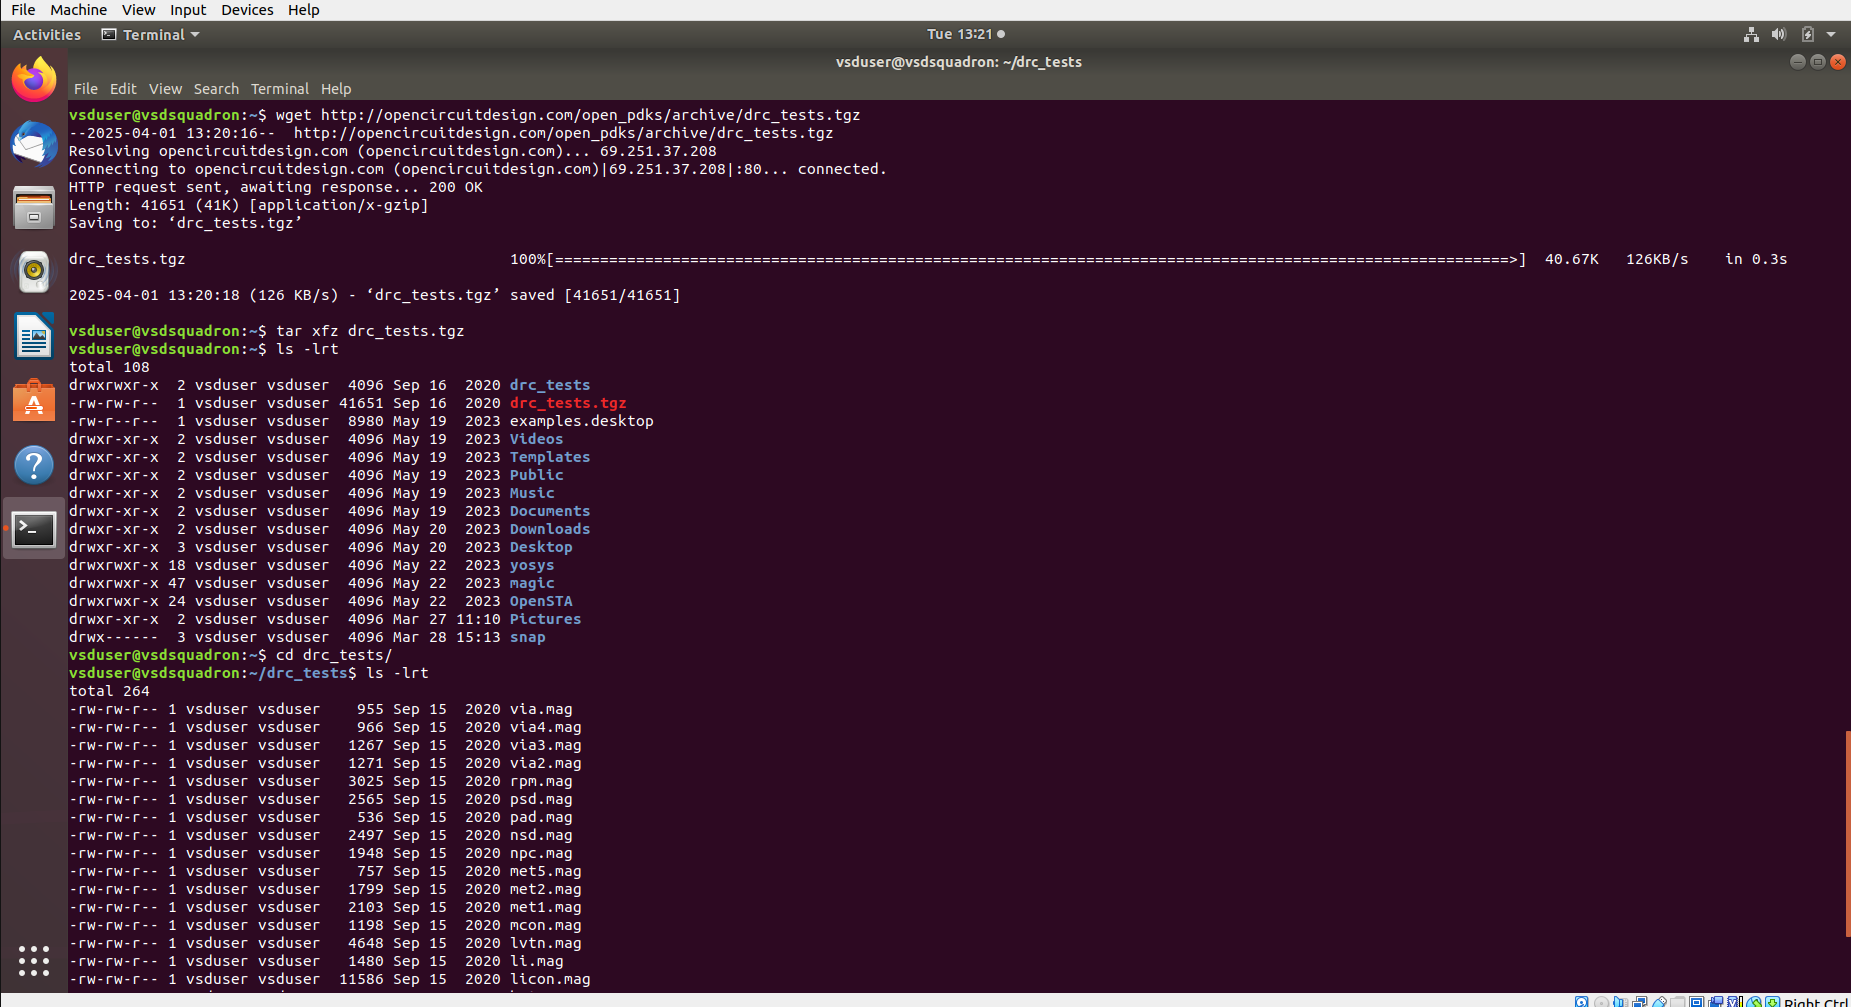 File Machine View Input Devices Help
Activities Terminal Tue 13:21
vsduser@vsdsquadron: ~/drc_tests
File Edit View Search Terminal Help
vsduser@vsdsquadron:~$ wget http://opencircuitdesign.com/open_pdks/archive/drc_tests.tgz
--2025-04-01 13:20:16--  http://opencircuitdesign.com/open_pdks/archive/drc_tests.tgz
Resolving opencircuitdesign.com (opencircuitdesign.com)... 69.251.37.208
Connecting to opencircuitdesign.com (opencircuitdesign.com)|69.251.37.208|:80... connected.
HTTP request sent, awaiting response... 200 OK
Length: 41651 (41K) [application/x-gzip]
Saving to: ‘drc_tests.tgz’
drc_tests.tgz 100%[==========================================================================================================>] 40.67K 126KB/s in 0.3s
2025-04-01 13:20:18 (126 KB/s) - ‘drc_tests.tgz’ saved [41651/41651]
vsduser@vsdsquadron:~$ tar xfz drc_tests.tgz
vsduser@vsdsquadron:~$ ls -lrt
total 108
drwxrwxr-x  2 vsduser vsduser  4096 Sep 16  2020 drc_tests
-rw-rw-r--  1 vsduser vsduser 41651 Sep 16  2020 drc_tests.tgz
-rw-r--r--  1 vsduser vsduser  8980 May 19  2023 examples.desktop
drwxr-xr-x  2 vsduser vsduser  4096 May 19  2023 Videos
drwxr-xr-x  2 vsduser vsduser  4096 May 19  2023 Templates
drwxr-xr-x  2 vsduser vsduser  4096 May 19  2023 Public
drwxr-xr-x  2 vsduser vsduser  4096 May 19  2023 Music
drwxr-xr-x  2 vsduser vsduser  4096 May 19  2023 Documents
drwxr-xr-x  2 vsduser vsduser  4096 May 20  2023 Downloads
drwxr-xr-x  3 vsduser vsduser  4096 May 20  2023 Desktop
drwxrwxr-x 18 vsduser vsduser  4096 May 22  2023 yosys
drwxrwxr-x 47 vsduser vsduser  4096 May 22  2023 magic
drwxrwxr-x 24 vsduser vsduser  4096 May 22  2023 OpenSTA
drwxr-xr-x  2 vsduser vsduser  4096 Mar 27 11:10 Pictures
drwx------  3 vsduser vsduser  4096 Mar 28 15:13 snap
vsduser@vsdsquadron:~$ cd drc_tests/
vsduser@vsdsquadron:~/drc_tests$ ls -lrt
total 264
-rw-rw-r-- 1 vsduser vsduser    955 Sep 15  2020 via.mag
-rw-rw-r-- 1 vsduser vsduser    966 Sep 15  2020 via4.mag
-rw-rw-r-- 1 vsduser vsduser   1267 Sep 15  2020 via3.mag
-rw-rw-r-- 1 vsduser vsduser   1271 Sep 15  2020 via2.mag
-rw-rw-r-- 1 vsduser vsduser   3025 Sep 15  2020 rpm.mag
-rw-rw-r-- 1 vsduser vsduser   2565 Sep 15  2020 psd.mag
-rw-rw-r-- 1 vsduser vsduser    536 Sep 15  2020 pad.mag
-rw-rw-r-- 1 vsduser vsduser   2497 Sep 15  2020 nsd.mag
-rw-rw-r-- 1 vsduser vsduser   1948 Sep 15  2020 npc.mag
-rw-rw-r-- 1 vsduser vsduser    757 Sep 15  2020 met5.mag
-rw-rw-r-- 1 vsduser vsduser   1799 Sep 15  2020 met2.mag
-rw-rw-r-- 1 vsduser vsduser   2103 Sep 15  2020 met1.mag
-rw-rw-r-- 1 vsduser vsduser   1198 Sep 15  2020 mcon.mag
-rw-rw-r-- 1 vsduser vsduser   4648 Sep 15  2020 lvtn.mag
-rw-rw-r-- 1 vsduser vsduser   1480 Sep 15  2020 li.mag
-rw-rw-r-- 1 vsduser vsduser  11586 Sep 15  2020 licon.mag
Right Ctrl